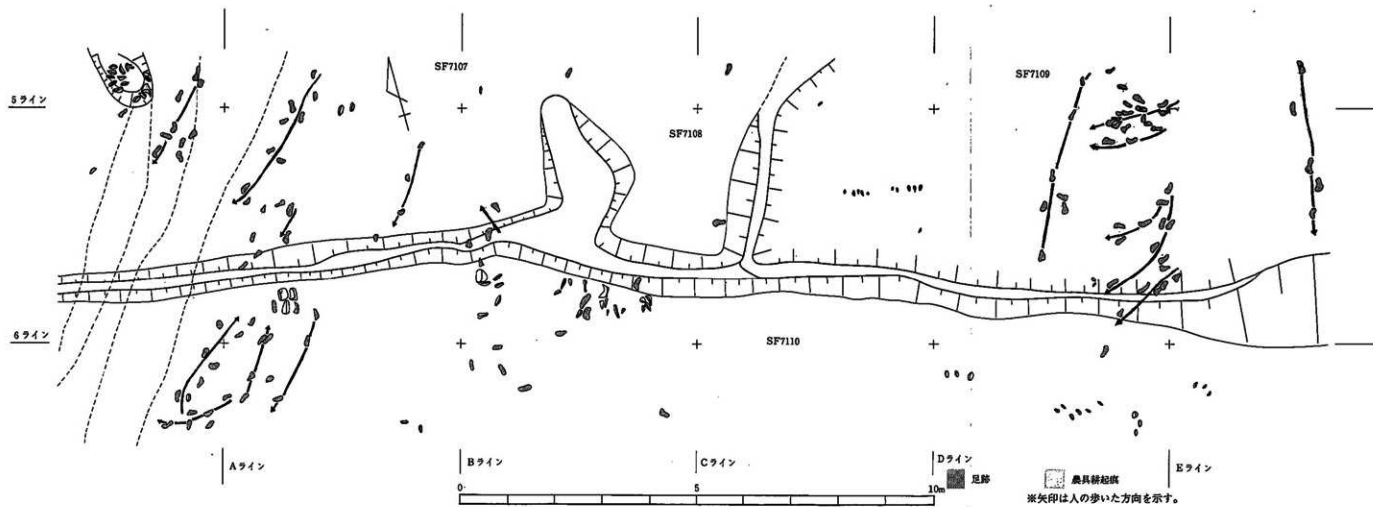 SF7107
SF7109
5ライン
SF7108
6ライン
SF7110
Aライン
Bライン
Cライン
Dライン
Eライン
足跡
農具耕起痕
0
5
10m
※矢印は人の歩いた方向を示す。